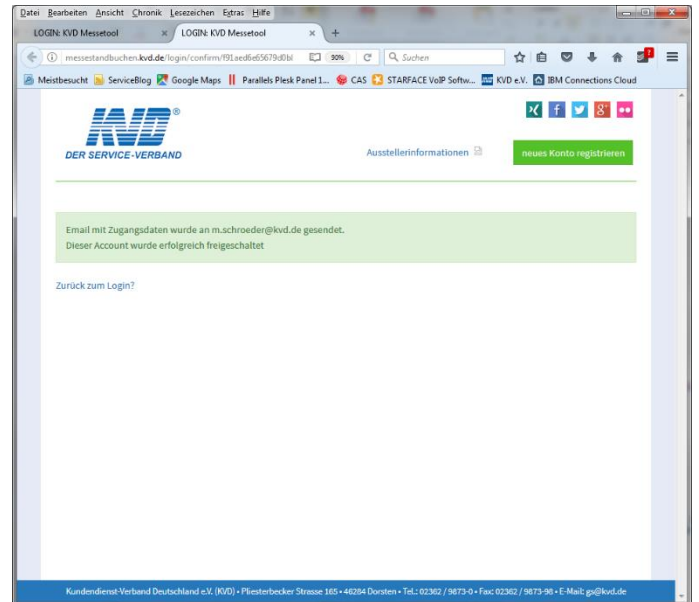 Datei Bearbeiten Ansicht Chronik Lesezeichen Extras Hilfe
LOGIN: KVD Messetool × LOGIN: KVD Messetool × +
messestandbuchen.kvd.de/login/confirm/f91aed6e65679d0bl 90% Suchen 7
Meistbesucht ServiceBlog Google Maps Parallels Plesk Panel 1... CAS STARFACE VoIP Softw... KVD e.V. IBM Connections Cloud
KVD®
DER SERVICE-VERBAND
Ausstellerinformationen neues Konto registrieren
Email mit Zugangsdaten wurde an m.schroeder@kvd.de gesendet.
Dieser Account wurde erfolgreich freigeschaltet
Zurück zum Login?
Kundendienst-Verband Deutschland e.V. (KVD) • Pliesterbecker Strasse 165 • 46284 Dorsten • Tel.: 02362 / 9873-0 • Fax: 02362 / 9873-98 • E-Mail: gs@kvd.de